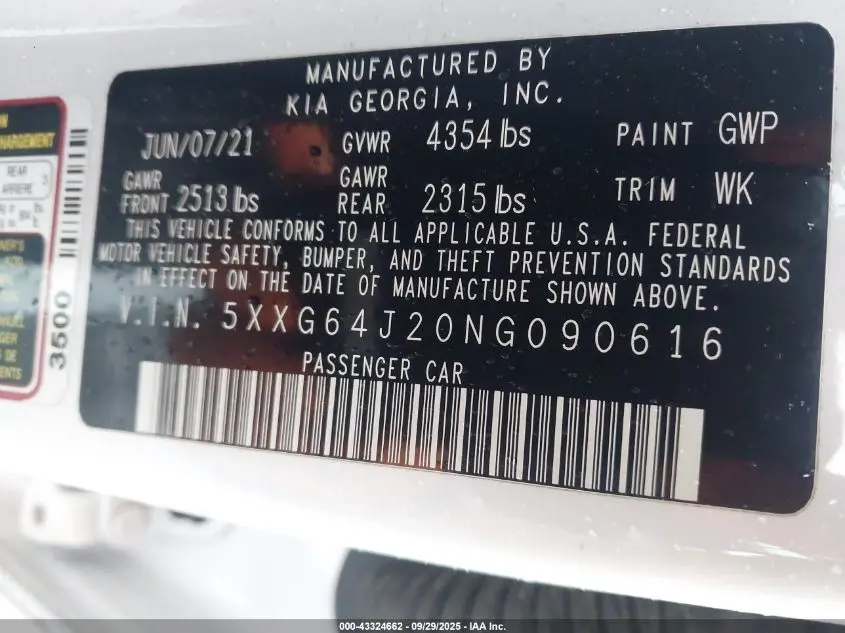 MANUFACTURED BY
KIA GEORGIA, INC.
JUN/07/21 GVWR 4354 lbs PAINT GWP
GAWR FRONT 2513 lbs GAWR REAR 2315 lbs TRIM WK
THIS VEHICLE CONFORMS TO ALL APPLICABLE U.S.A. FEDERAL
MOTOR VEHICLE SAFETY, BUMPER, AND THEFT PREVENTION STANDARDS
IN EFFECT ON THE DATE OF MANUFACTURE SHOWN ABOVE.
V.I.N. 5XXG64J20NG090616
PASSENGER CAR
REAR
ARRIERE 3
3500
000-43324662 - 09/29/2025 - IAA Inc.